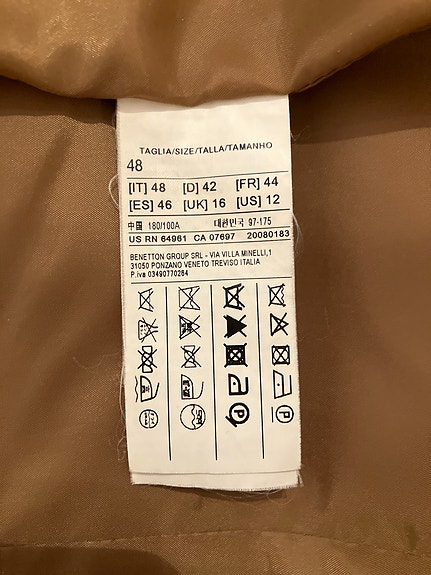 TAGLIA/SIZE/TALLA/TAMANHO
48
[IT] 48 [D] 42 [FR] 44
[ES] 46 [UK] 16 [US] 12
中国 180/100A 대한민국 97-175
US RN 64961 CA 07697 20080183
BENETTON GROUP SRL - VIA VILLA MINELLI,1
31050 PONZANO VENETO TREVISO ITALIA
P.iva 03490770264
P P